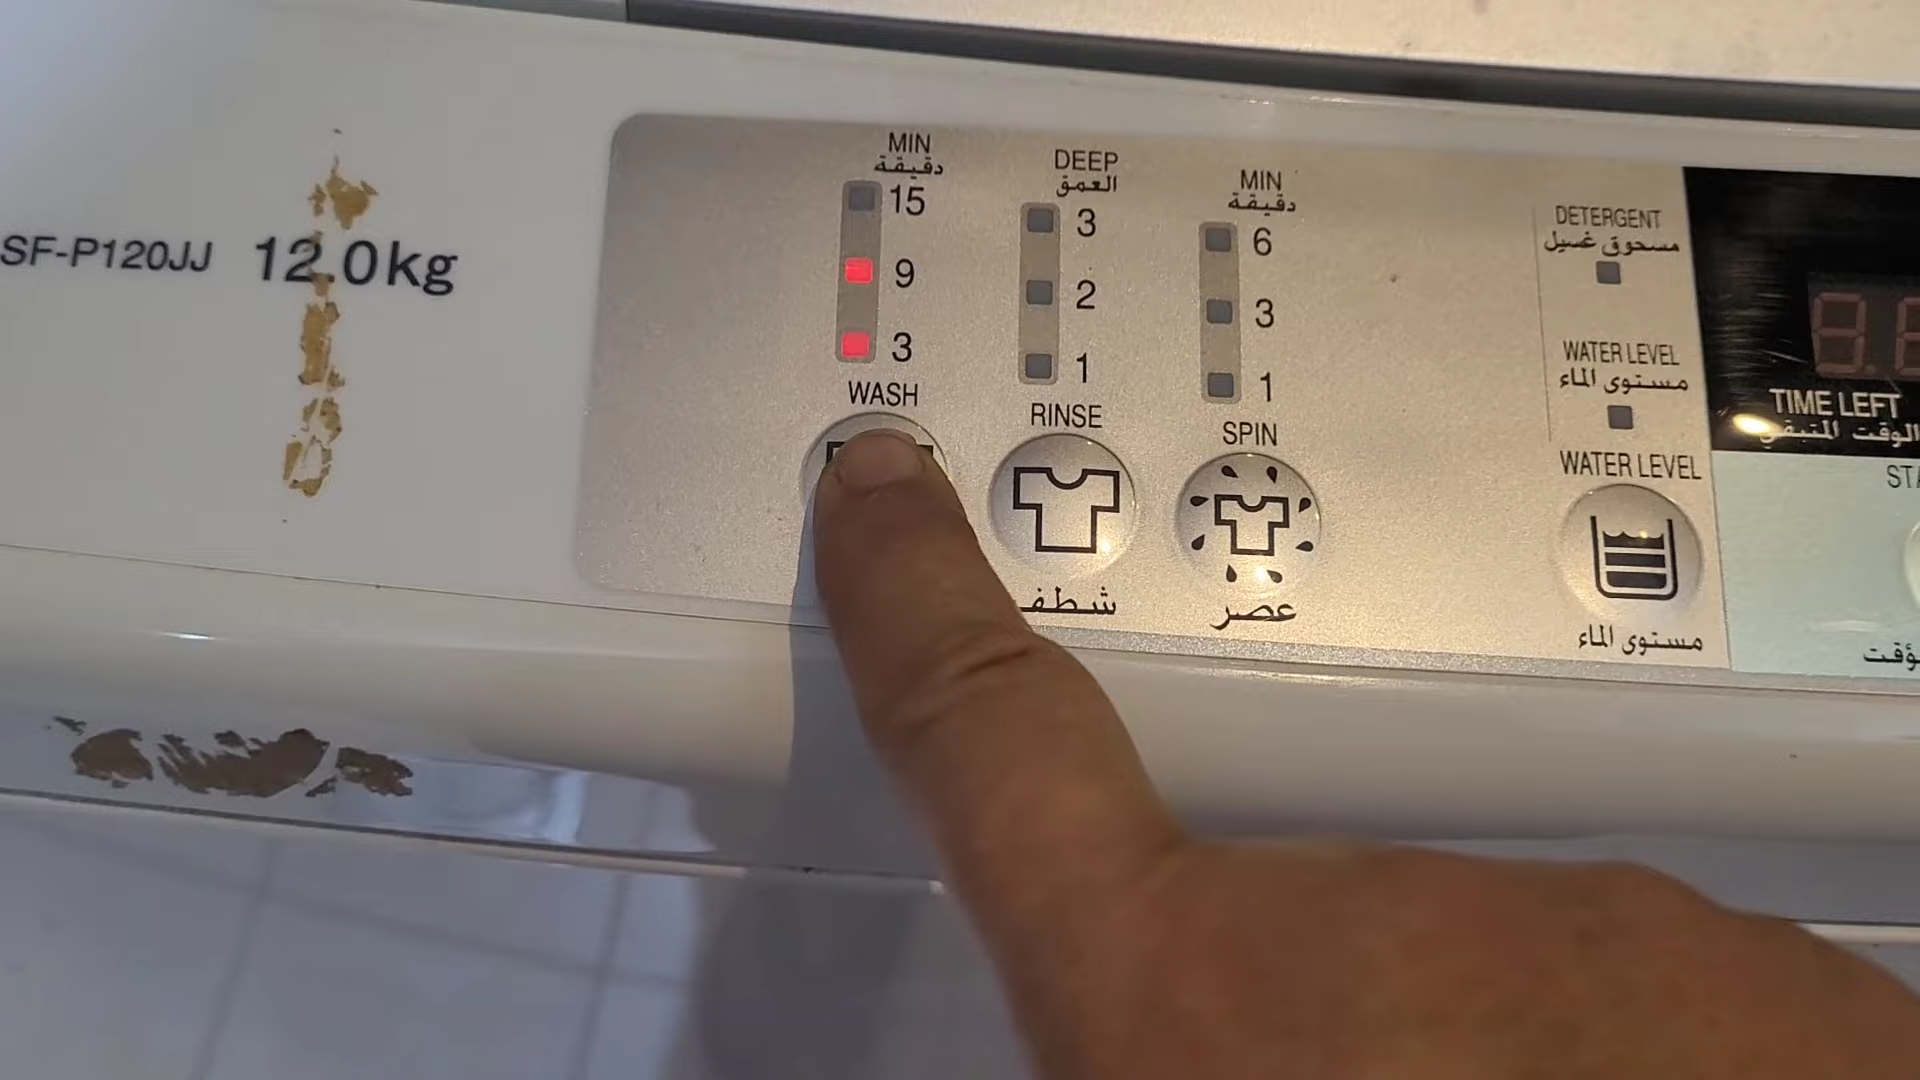 SF-P120JJ 12.0kg
MIN
دقيقة
15
9
3
WASH
DEEP
العمق
3
2
1
RINSE
شطف
MIN
دقيقة
6
3
1
SPIN
عصر
DETERGENT
مسحوق غسيل
WATER LEVEL
مستوى الماء
WATER LEVEL
مستوى الماء
TIME LEFT
الوقت المتبقي